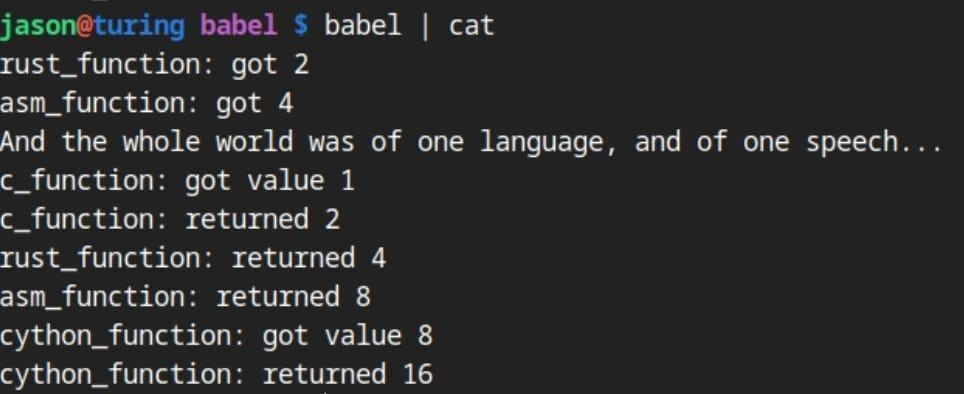 jason@turing babel $ babel | cat
rust_function: got 2
asm_function: got 4
And the whole world was of one language, and of one speech...
c_function: got value 1
c_function: returned 2
rust_function: returned 4
asm_function: returned 8
cython_function: got value 8
cython_function: returned 16